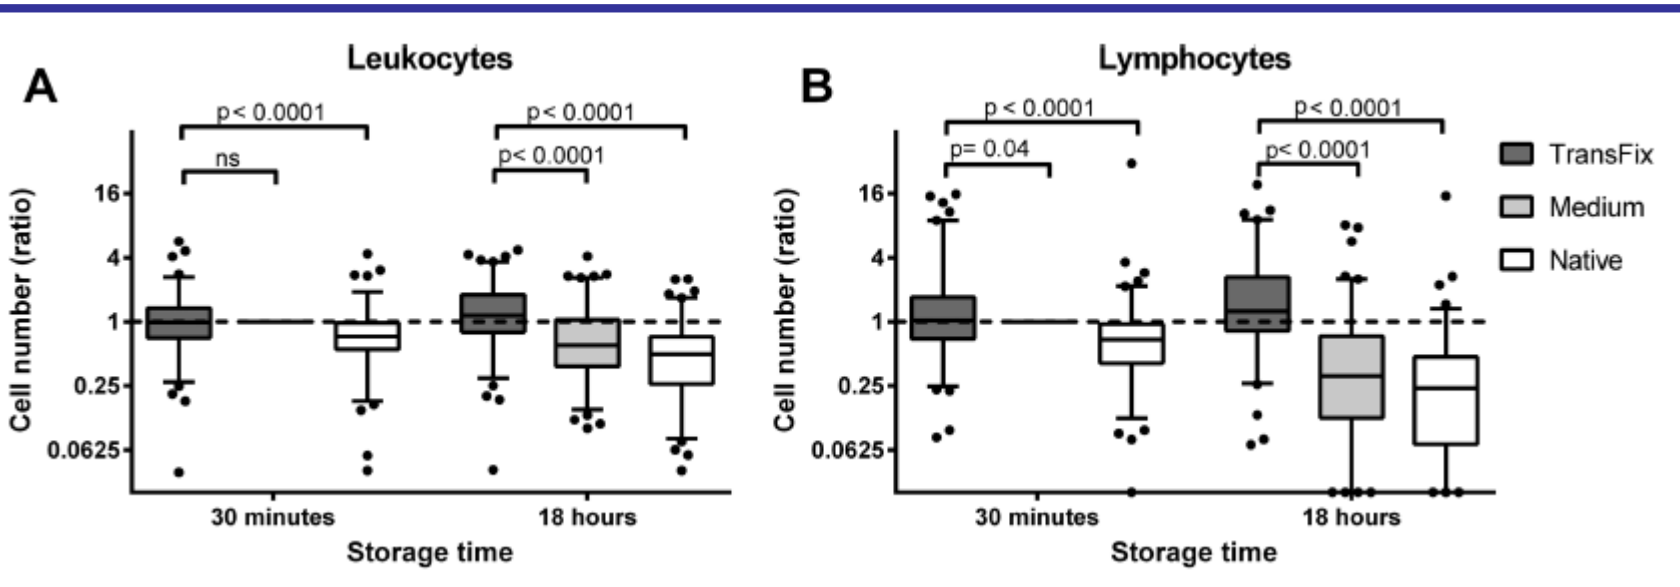 A
Leukocytes
p< 0.0001
ns
p< 0.0001
p< 0.0001
Cell number (ratio)
16
4
1
0.25
0.0625
30 minutes
18 hours
Storage time
B
Lymphocytes
p< 0.0001
p= 0.04
p< 0.0001
p< 0.0001
Cell number (ratio)
16
4
1
0.25
0.0625
30 minutes
18 hours
Storage time
TransFix
Medium
Native